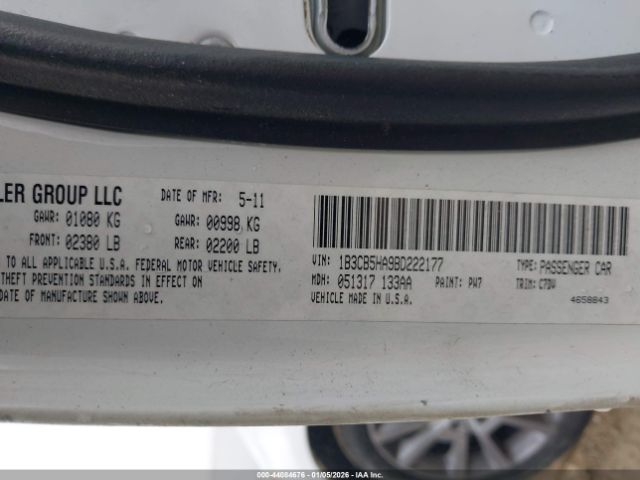 LER GROUP LLC
DATE OF MFR: 5-11
GAWR: 01080 KG
GAWR: 00998 KG
FRONT: 02380 LB
REAR: 02200 LB
TO ALL APPLICABLE U.S.A. FEDERAL MOTOR VEHICLE SAFETY,
THEFT PREVENTION STANDARDS IN EFFECT ON
DATE OF MANUFACTURE SHOWN ABOVE.
VIN: 1B3CB5HA9BD222177
TYPE: PASSENGER CAR
MDH: 051317 133AA
PAINT: PW7
TRIM: C7DV
VEHICLE MADE IN U.S.A.
4658843
000-44084676 - 01/05/2026 - COPYRIGHT IAA, LLC.